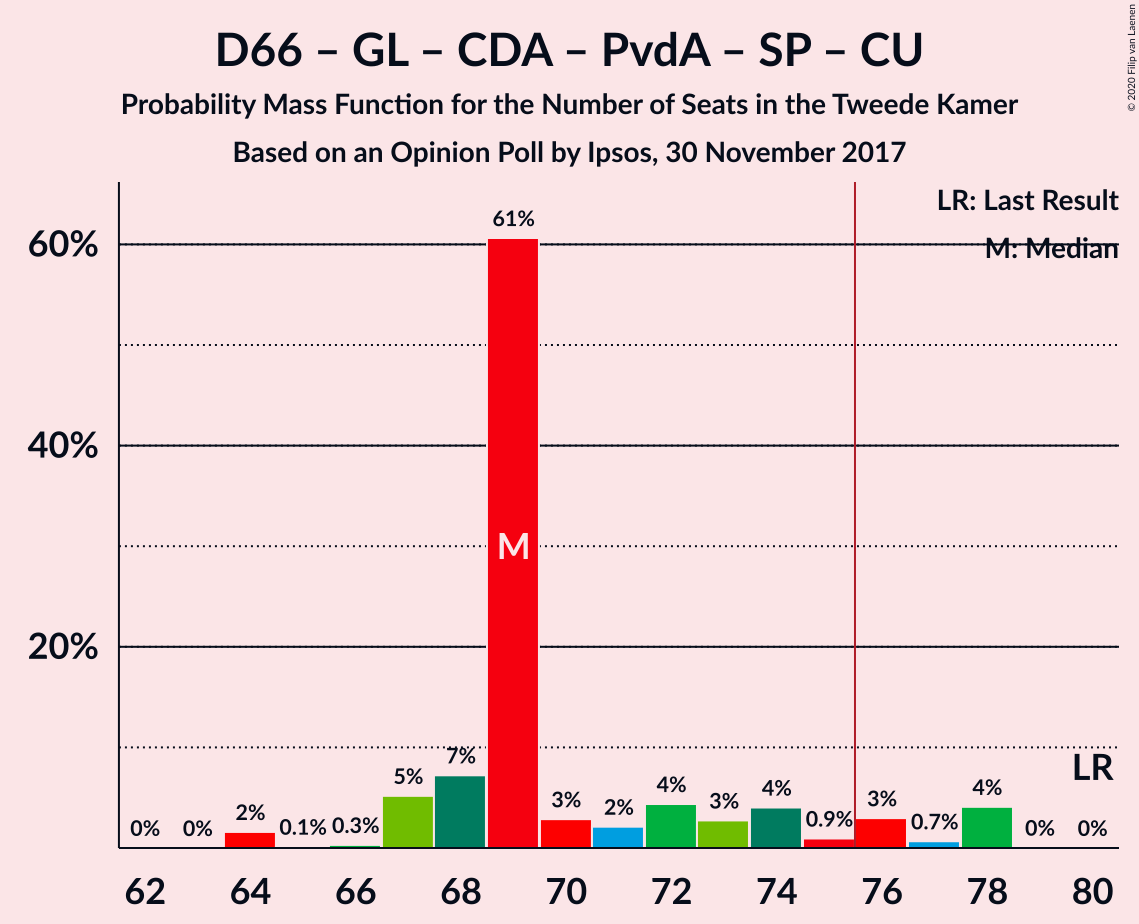 D66 – GL – CDA – PvdA – SP – CU
Probability Mass Function for the Number of Seats in the Tweede Kamer
Based on an Opinion Poll by Ipsos, 30 November 2017
© 2020 Filip van Laenen
LR: Last Result
M: Median
60%
40%
20%
0% 0% 2% 0.1% 0.3% 5% 7% 61% 3% 2% 4% 3% 4% 0.9% 3% 0.7% 4% 0% 0%
M
LR
62 64 66 68 70 72 74 76 78 80